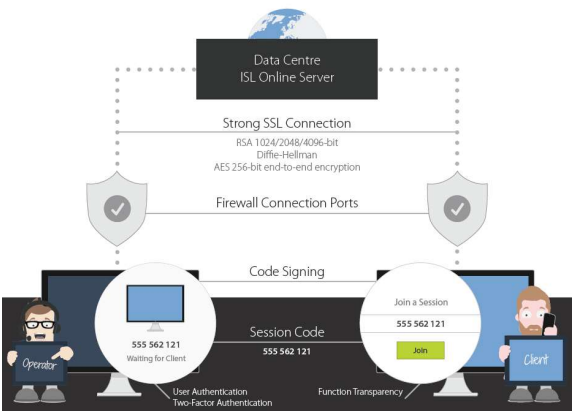 Data Centre
ISL Online Server
Strong SSL Connection
RSA 1024/2048/4096-bit
Diffie-Hellman
AES 256-bit end-to-end encryption
Firewall Connection Ports
Code Signing
Join a Session
555 562 121
555 562 121
Waiting for Client
Session Code
555 562 121
Join
Operator
Client
User Authentication
Two-Factor Authentication
Function Transparency